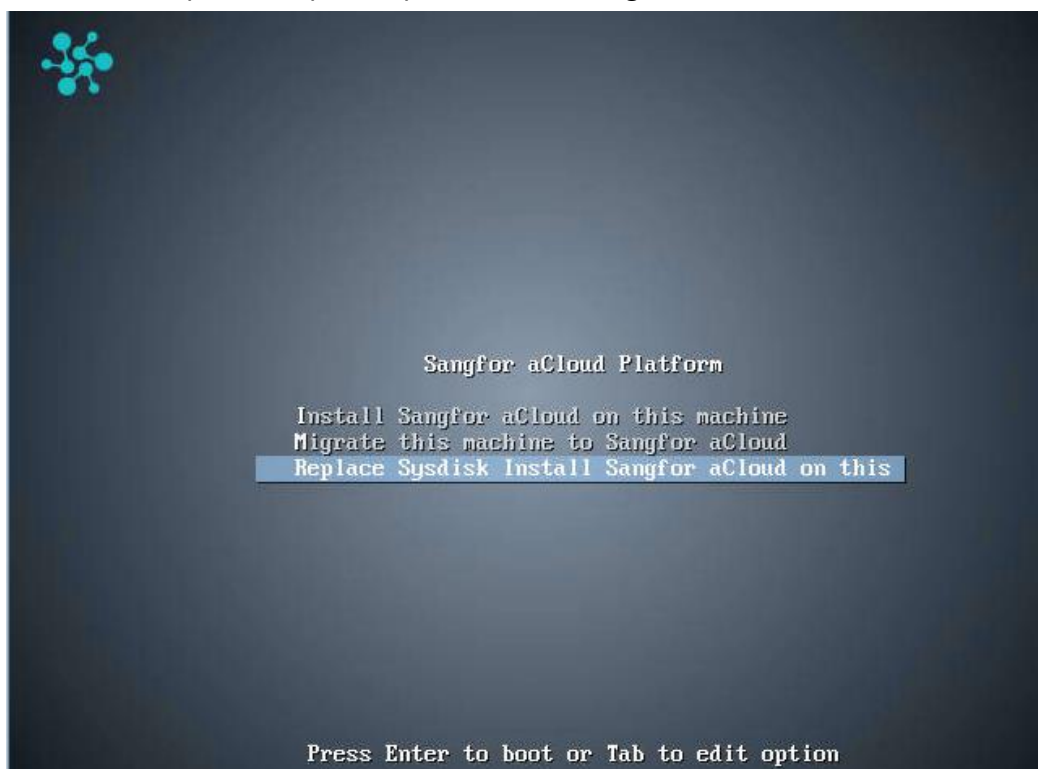 Sangfor aCloud Platform
Install Sangfor aCloud on this machine
Migrate this machine to Sangfor aCloud
Replace Sysdisk Install Sangfor aCloud on this
Press Enter to boot or Tab to edit option